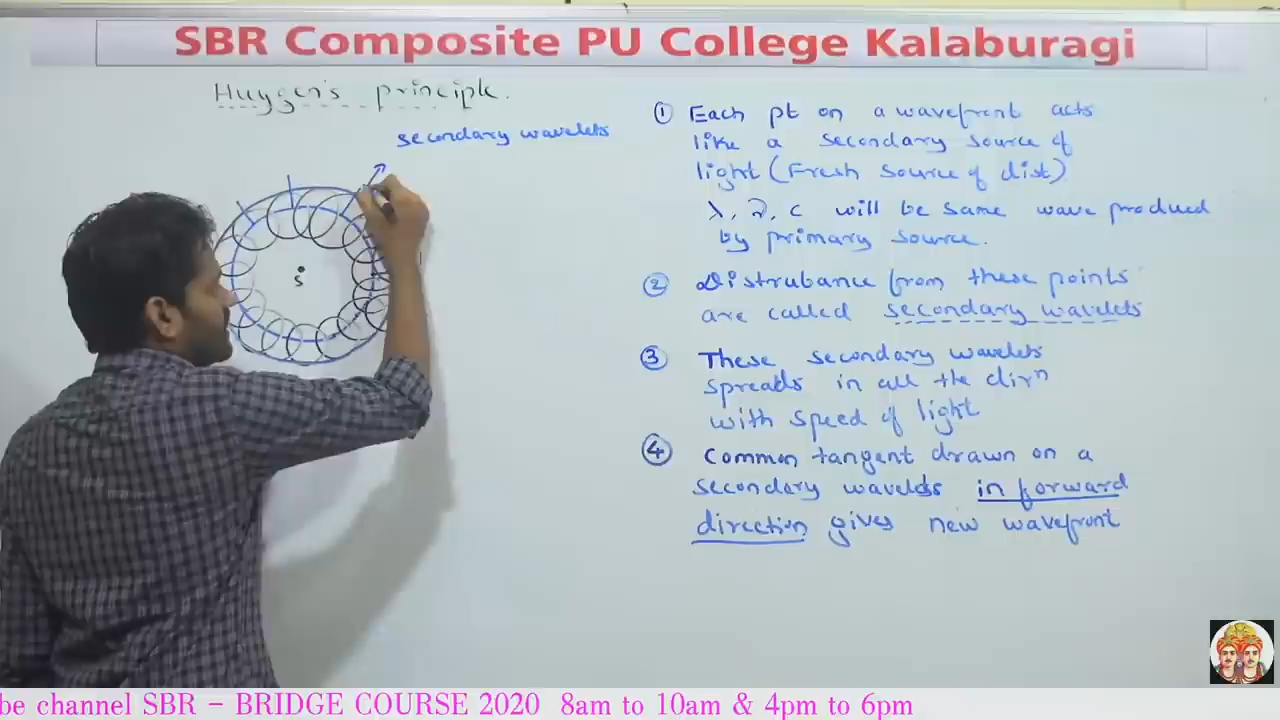 SBR Composite PU College Kalaburagi
Huygen's principle.
secondary wavelets
S
① Each pt on a wavefront acts
like a secondary source of
light (Fresh source of dist)
λ, ν, c will be same wave produced
by primary source.
② Distrubance from these points
are called secondary wavelets
③ These secondary wavelets
spreads in all the dirn
with speed of light
④ Common tangent drawn on a
secondary wavelets in forward
direction gives new wavefront
be channel SBR - BRIDGE COURSE 2020 8am to 10am & 4pm to 6pm